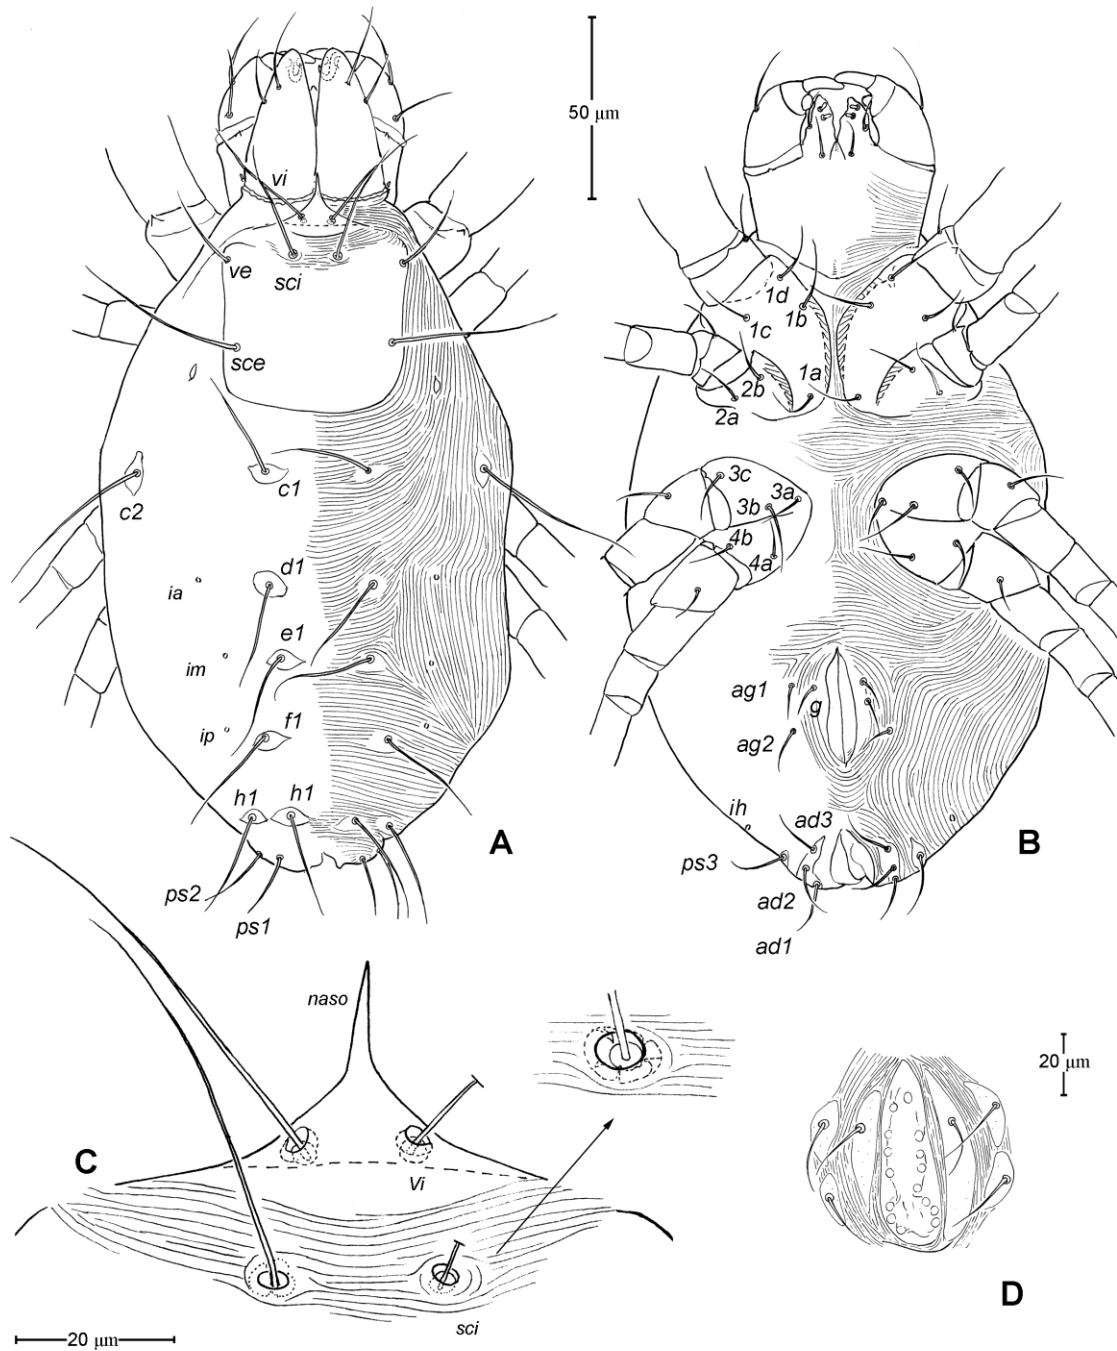 50 µm
vi
ve
sci
sce
c1
c2
d1
ia
e1
im
f1
ip
h1
h1
A
ps2
ps1
1d
1b
1c
1a
2b
2a
3c
3a
3b
4b
4a
ag1
g
ag2
ih
ad3
B
ps3
ad2
ad1
naso
C
Vi
sci
20 µm
20 µm
D